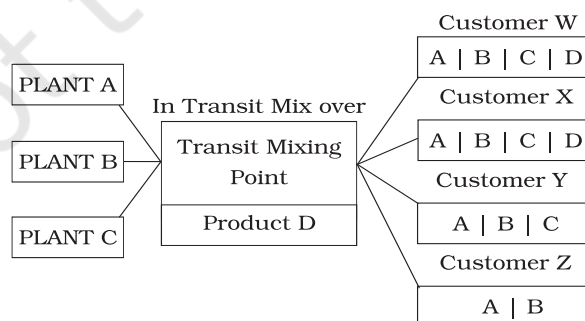 Customer W
A | B | C | D
PLANT A
Customer X
In Transit Mix over
A | B | C | D
Transit Mixing
Point
PLANT B
Customer Y
Product D
A | B | C
PLANT C
Customer Z
A | B